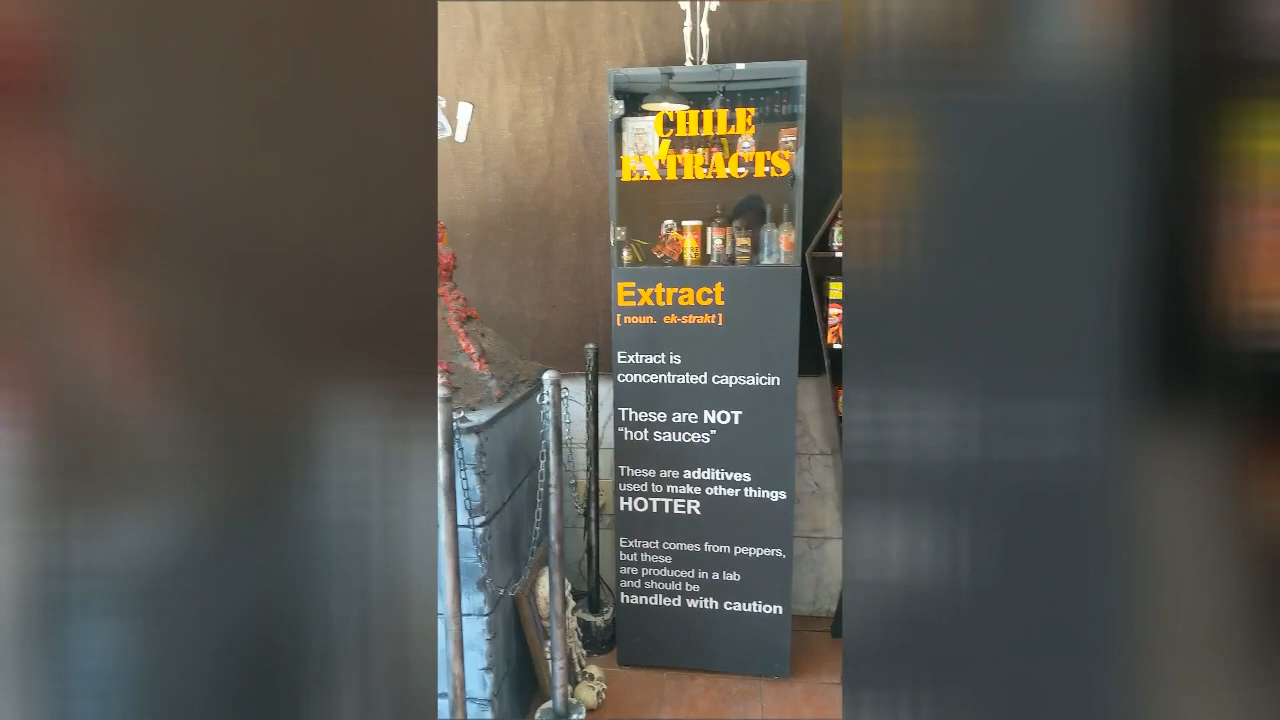 CHILE
EXTRACTS
Extract
[ noun. ek-strakt ]
Extract is
concentrated capsaicin
These are NOT
“hot sauces”
These are additives
used to make other things
HOTTER
Extract comes from peppers,
but these
are produced in a lab
and should be
handled with caution